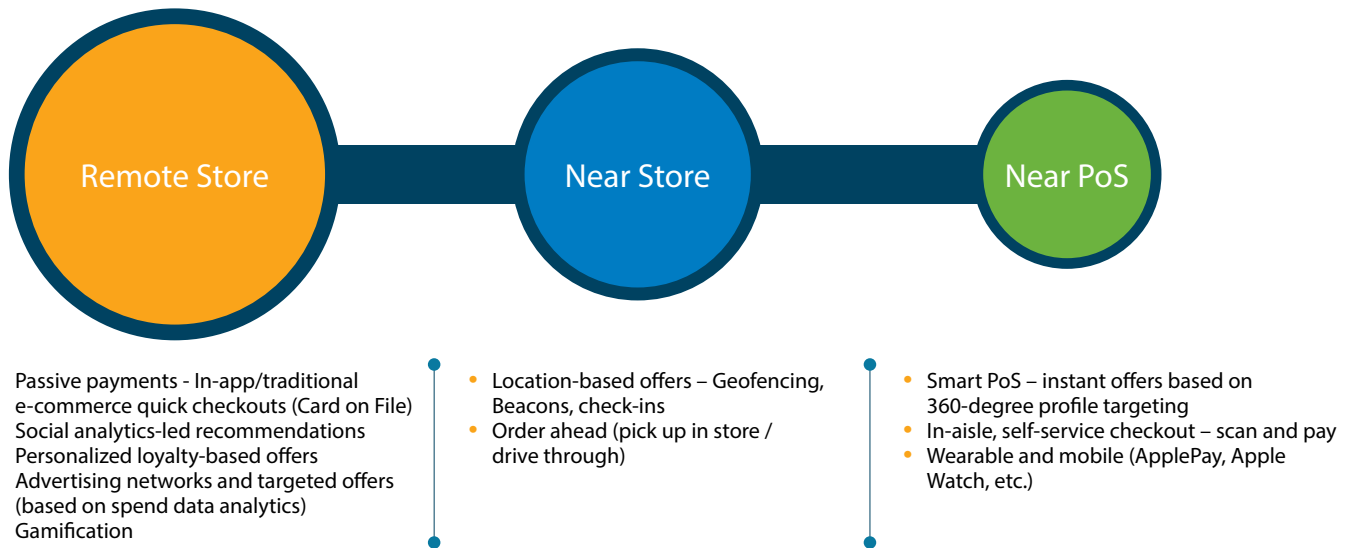 Remote Store
Near Store
Near PoS
Passive payments - In-app/traditional
e-commerce quick checkouts (Card on File)
Social analytics-led recommendations
Personalized loyalty-based offers
Advertising networks and targeted offers
(based on spend data analytics)
Gamification
• Location-based offers – Geofencing,
Beacons, check-ins
• Order ahead (pick up in store /
drive through)
• Smart PoS – instant offers based on
360-degree profile targeting
• In-aisle, self-service checkout – scan and pay
• Wearable and mobile (ApplePay, Apple
Watch, etc.)